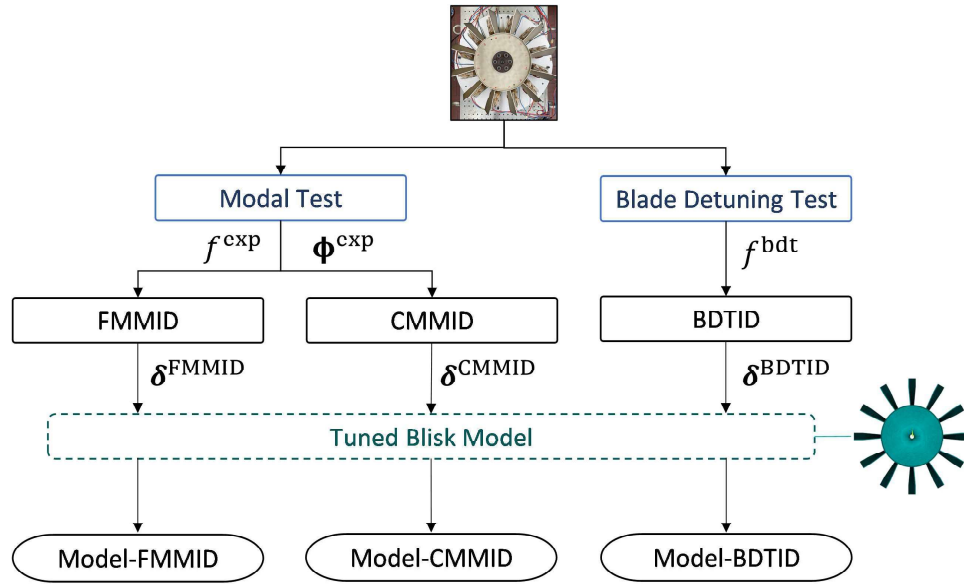 Modal Test
Blade Detuning Test
f^exp
ϕ^exp
f^bdt
FMMID
CMMID
BDTID
δ^FMMID
δ^CMMID
δ^BDTID
Tuned Blisk Model
Model-FMMID
Model-CMMID
Model-BDTID